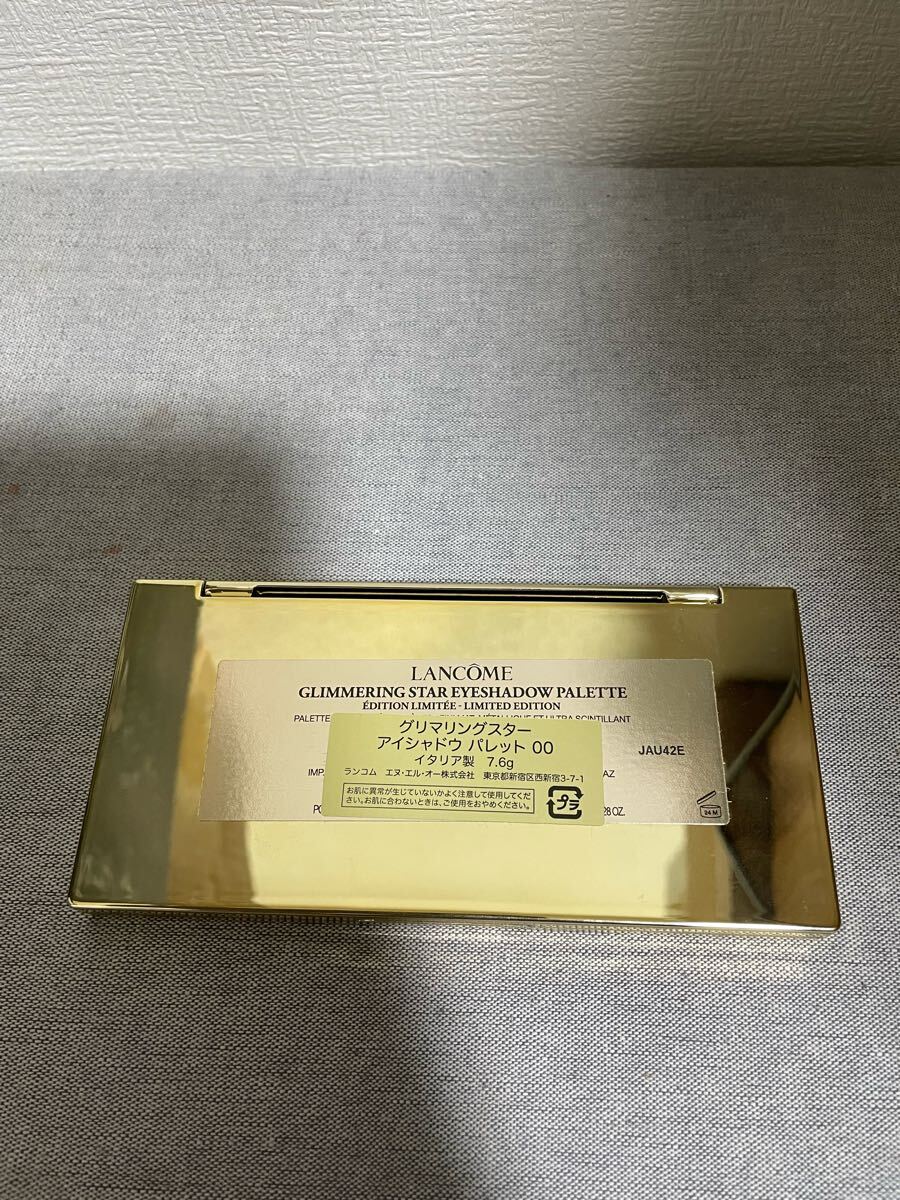 LANCÔME
GLIMMERING STAR EYESHADOW PALETTE
ÉDITION LIMITÉE - LIMITED EDITION
PALETTE ET ULTRA SCINTILLANT
グリマリングスター
アイシャドウ パレット 00
JAU42E
イタリア製 7.6g
ランコム エヌ・エル・オー株式会社 東京都新宿区西新宿3-7-1
お肌に異常が生じていないかよく注意して使用してくだ
さい。お肌に合わないときは、ご使用をおやめください。
プラ
28 OZ.
24 M